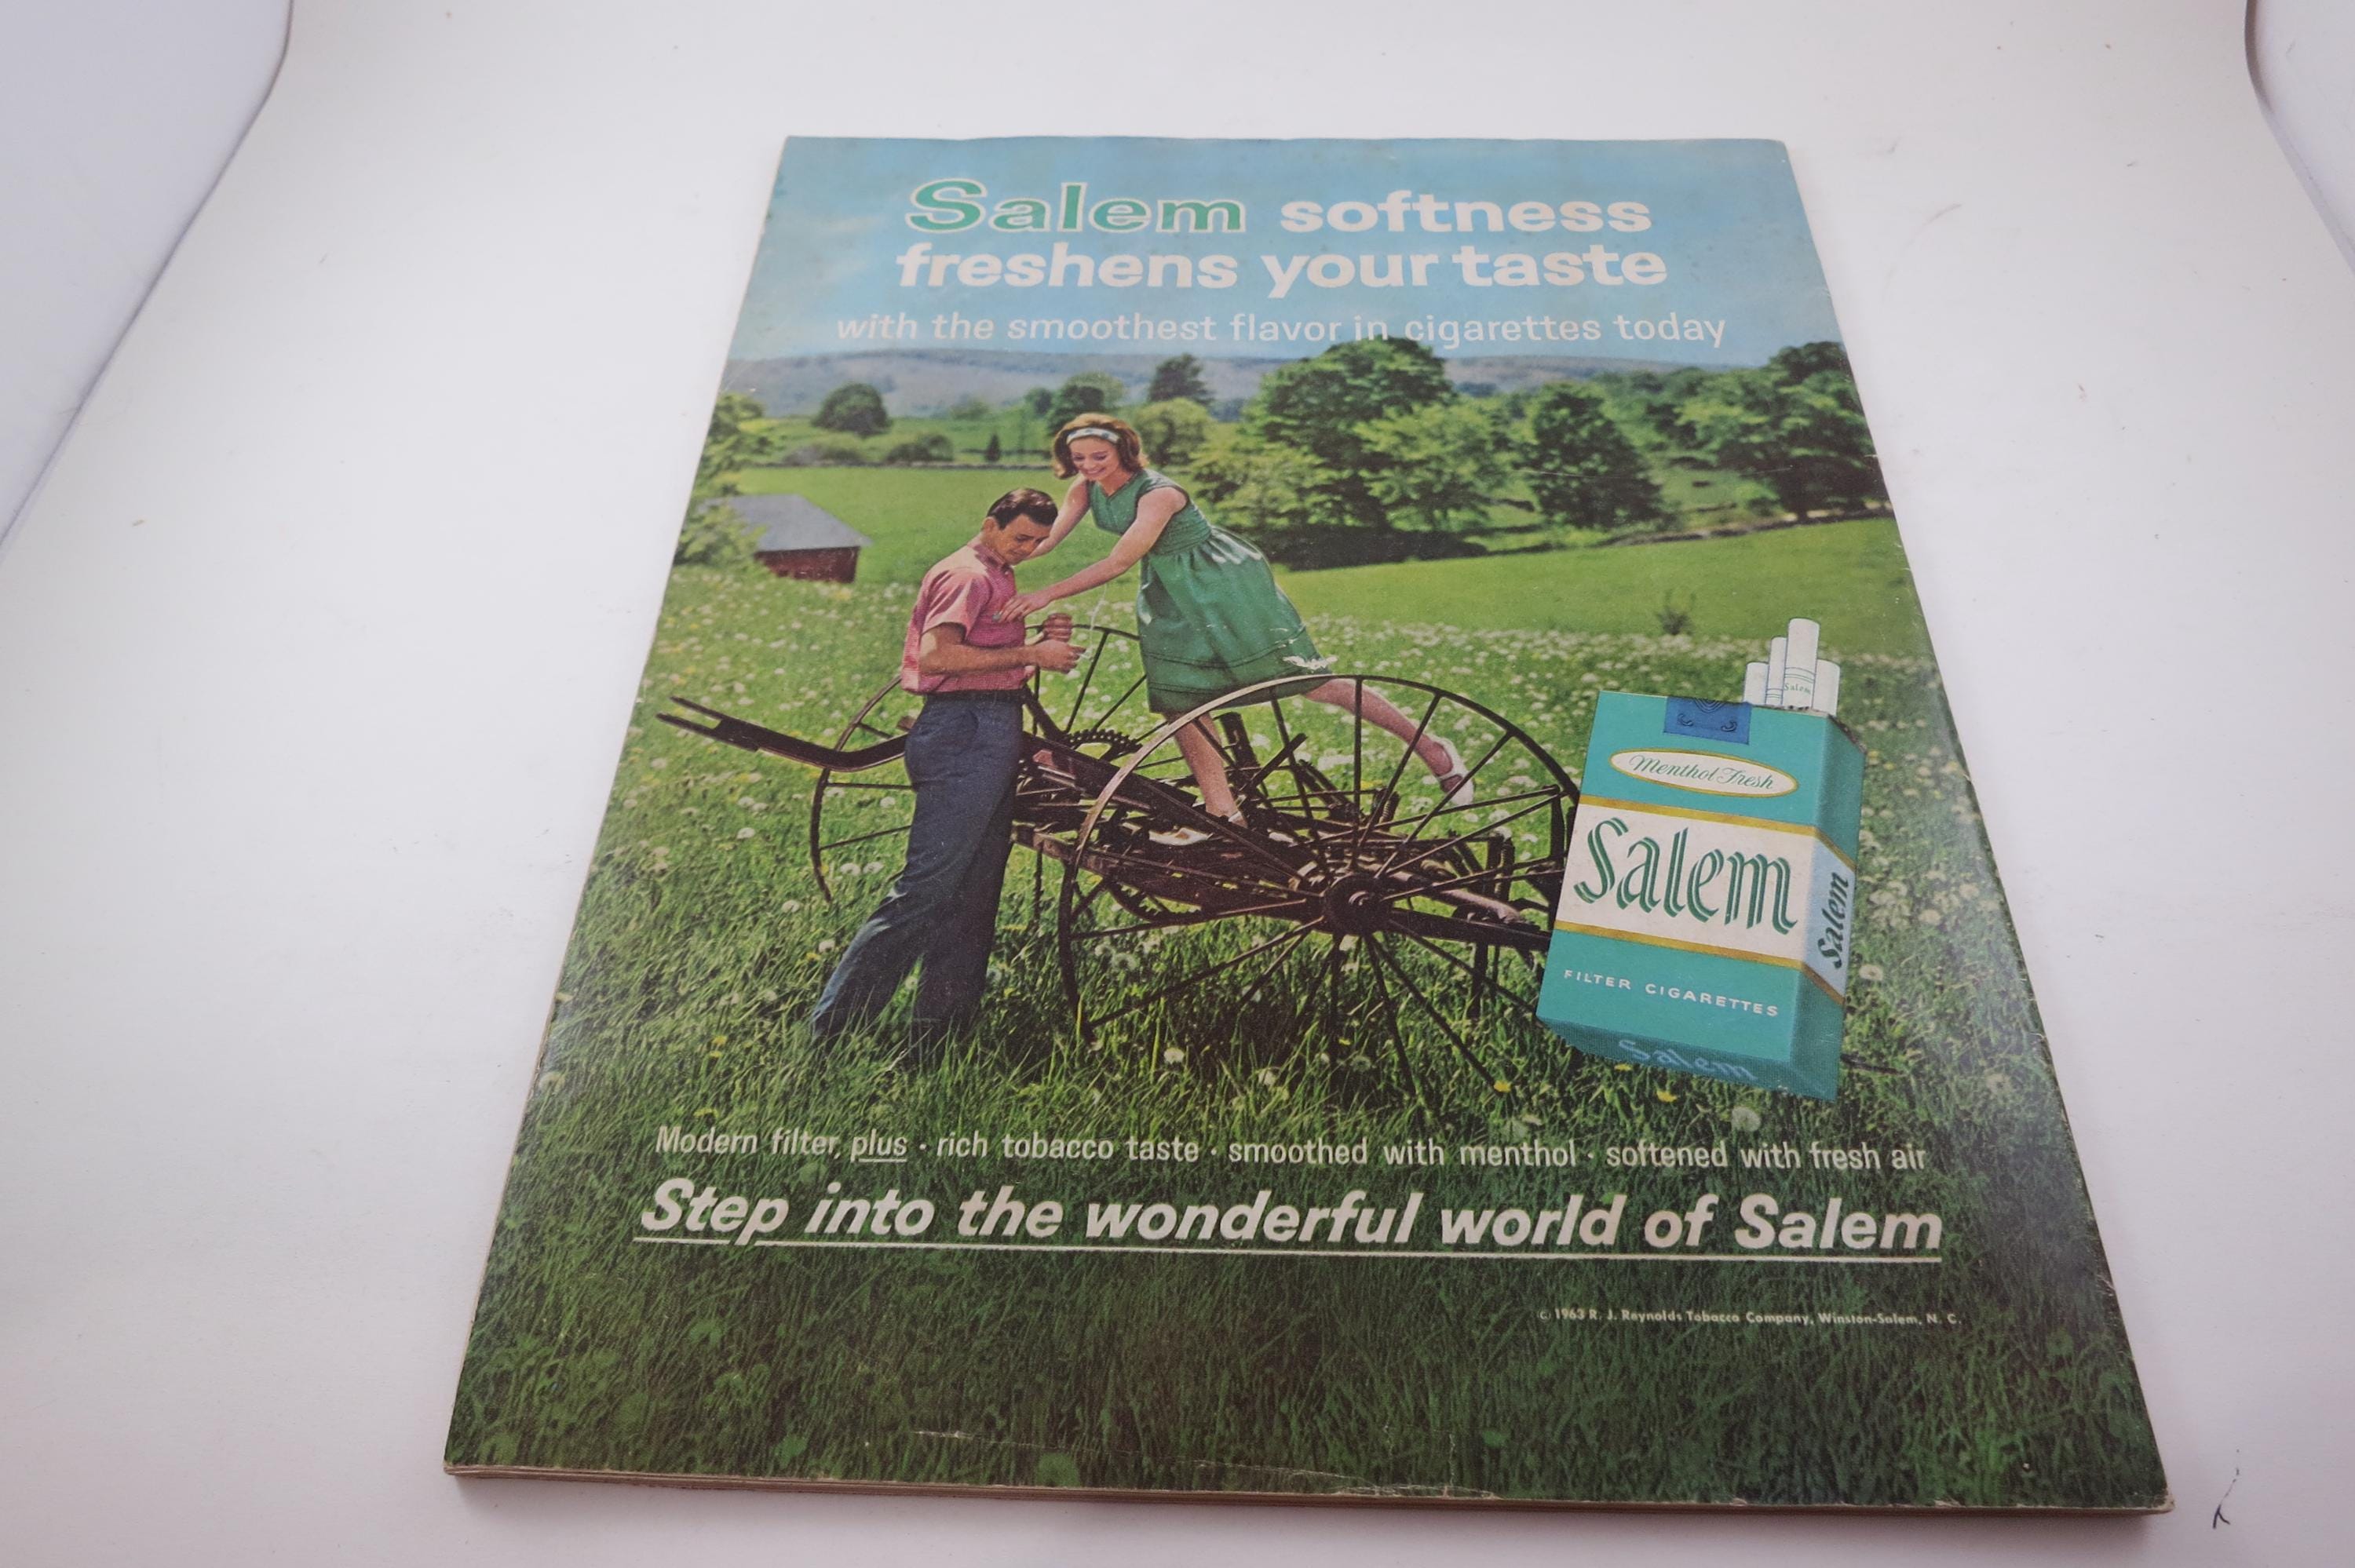 Salem softness
freshens your taste
with the smoothest flavor in cigarettes today
Salem
Menthol Fresh
Salem
Salem
FILTER CIGARETTES
Salem
Modern filter, plus · rich tobacco taste · smoothed with menthol · softened with fresh air
Step into the wonderful world of Salem
© 1963 R. J. Reynolds Tobacco Company, Winston-Salem, N. C.